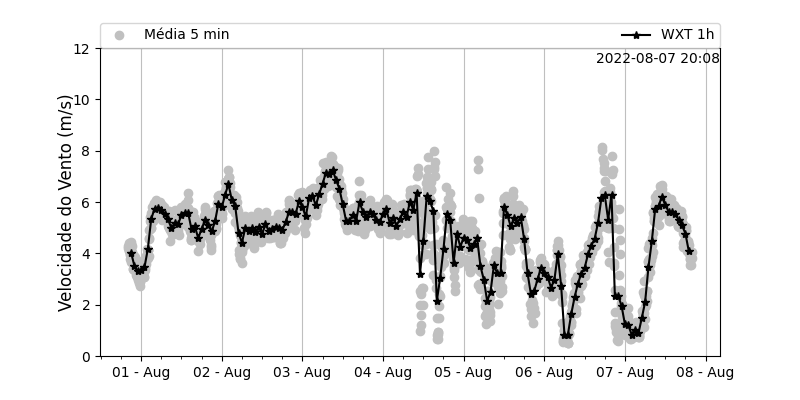 Média 5 min
WXT 1h
2022-08-07 20:08
Velocidade do Vento (m/s)
12
10
8
6
4
2
0
01 - Aug 02 - Aug 03 - Aug 04 - Aug 05 - Aug 06 - Aug 07 - Aug 08 - Aug